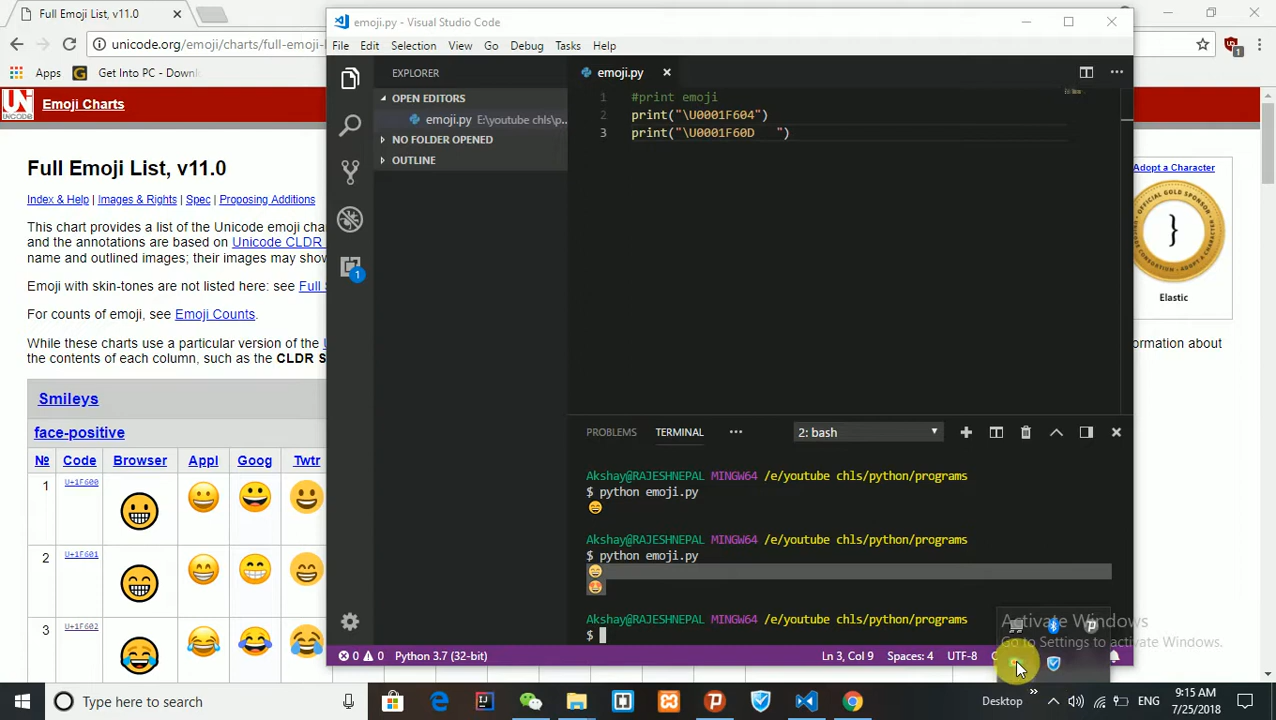 Full Emoji List, v11.0
emoji.py - Visual Studio Code
unicode.org/emoji/charts/full-emoji-l
1
File Edit Selection View Go Debug Tasks Help
Apps Get Into PC - Downl
EXPLORER
emoji.py
UNICODE
Emoji Charts
OPEN EDITORS
emoji.py E\youtube chls\p...
NO FOLDER OPENED
OUTLINE
1
1 #print emoji
2 print("\U0001F604")
3 print("\U0001F60D   ")
Full Emoji List, v11.0
Index & Help | Images & Rights | Spec | Proposing Additions
This chart provides a list of the Unicode emoji cha
and the annotations are based on Unicode CLDR
name and outlined images; their images may show
Emoji with skin-tones are not listed here: see Full S
For counts of emoji, see Emoji Counts.
While these charts use a particular version of the
the contents of each column, such as the CLDR S
Adopt a Character
OFFICIAL GOLD SPONSOR
}
Elastic
ormation about
Smileys
face-positive
№ Code Browser Appl Goog Twtr
1 U+1F600
2 U+1F601
3 U+1F602
PROBLEMS TERMINAL ••• 2: bash
Akshay@RAJESHNEPAL MINGW64 /e/youtube chls/python/programs
$ python emoji.py
😄
Akshay@RAJESHNEPAL MINGW64 /e/youtube chls/python/programs
$ python emoji.py
😄
😍
Akshay@RAJESHNEPAL MINGW64 /e/youtube chls/python/programs
$
Activate Windows
Go to Settings to activate Windows.
0 0 Python 3.7 (32-bit) Ln 3, Col 9 Spaces: 4 UTF-8
Type here to search
Desktop
ENG
9:15 AM
7/25/2018